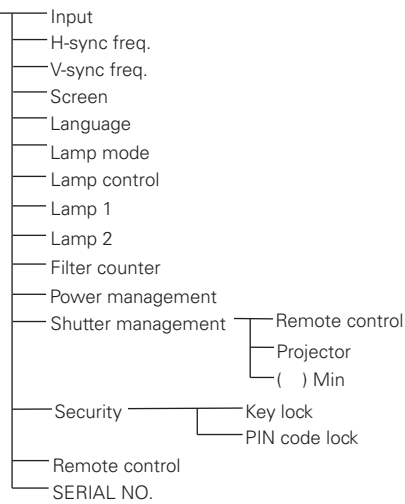 Input
H-sync freq.
V-sync freq.
Screen
Language
Lamp mode
Lamp control
Lamp 1
Lamp 2
Filter counter
Power management
Shutter management
Remote control
Projector
( ) Min
Security
Key lock
PIN code lock
Remote control
SERIAL NO.